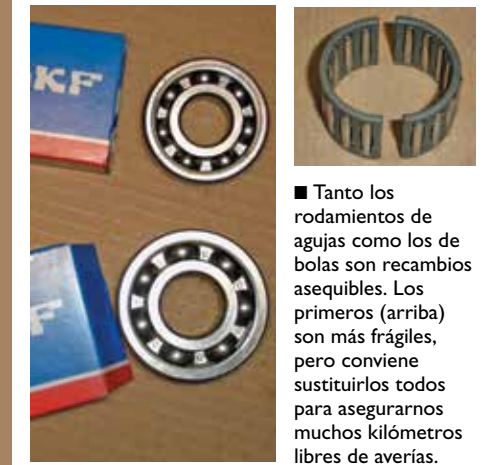 KF
F
■ Tanto los
rodamientos de
agujas como los de
bolas son recambios
asequibles. Los
primeros (arriba)
son más frágiles,
pero conviene
sustituirlos todos
para asegurarnos
muchos kilómetros
libres de averías.